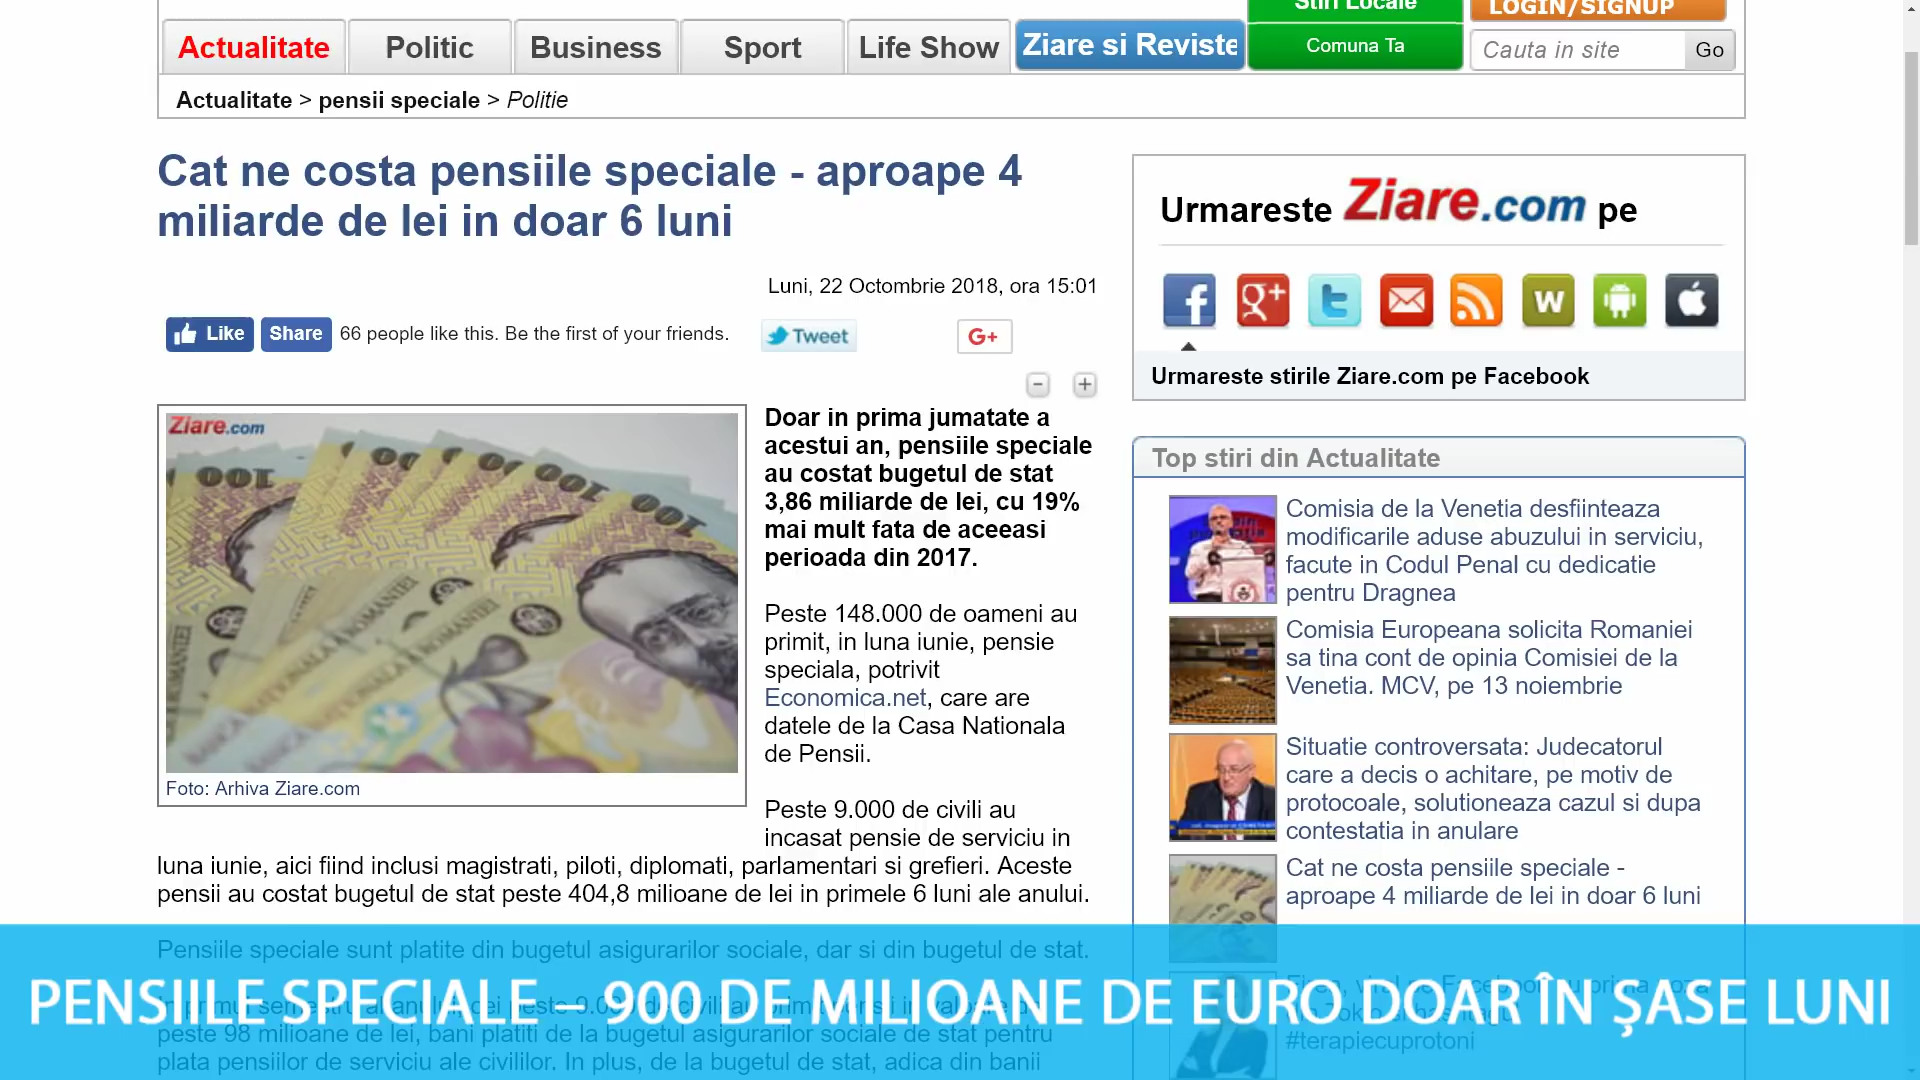 Stiri Locale
LOGIN/SIGNUP
Actualitate
Politic
Business
Sport
Life Show
Ziare si Reviste
Comuna Ta
Cauta in site
Go
Actualitate > pensii speciale > Politie
Cat ne costa pensiile speciale - aproape 4
miliarde de lei in doar 6 luni
Luni, 22 Octombrie 2018, ora 15:01
Like
Share
66 people like this. Be the first of your friends.
Tweet
G+
Ziare.com
Foto: Arhiva Ziare.com
Doar in prima jumatate a
acestui an, pensiile speciale
au costat bugetul de stat
3,86 miliarde de lei, cu 19%
mai mult fata de aceeasi
perioada din 2017.
Peste 148.000 de oameni au
primit, in luna iunie, pensie
speciala, potrivit
Economica.net, care are
datele de la Casa Nationala
de Pensii.
Peste 9.000 de civili au
incasat pensie de serviciu in
luna iunie, aici fiind inclusi magistrati, piloti, diplomati, parlamentari si grefieri. Aceste
pensii au costat bugetul de stat peste 404,8 milioane de lei in primele 6 luni ale anului.
Pensiile speciale sunt platite din bugetul asigurarilor sociale, dar si din bugetul de stat.
peste 98 milioane de lei, bani platiti de la bugetul asigurarilor sociale de stat pentru
plata pensiilor de serviciu ale civililor. In plus, de la bugetul de stat, adica din banii
Urmareste Ziare.com pe
Urmareste stirile Ziare.com pe Facebook
Top stiri din Actualitate
Comisia de la Venetia desfiinteaza
modificarile aduse abuzului in serviciu,
facute in Codul Penal cu dedicatie
pentru Dragnea
Comisia Europeana solicita Romaniei
sa tina cont de opinia Comisiei de la
Venetia. MCV, pe 13 noiembrie
Situatie controversata: Judecatorul
care a decis o achitare, pe motiv de
protocoale, solutioneaza cazul si dupa
contestatia in anulare
Cat ne costa pensiile speciale -
aproape 4 miliarde de lei in doar 6 luni
#terapiecuprotoni
PENSIILE SPECIALE – 900 DE MILIOANE DE EURO DOAR ÎN ȘASE LUNI